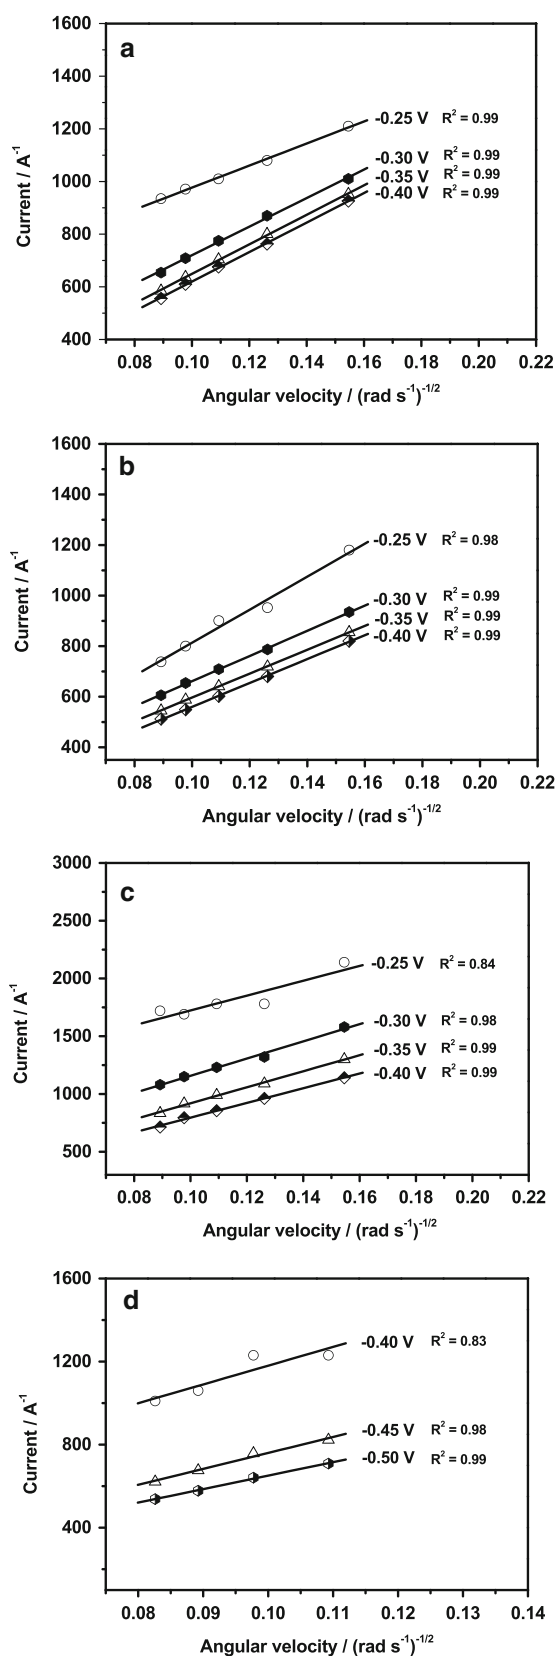 a
1600
1400
1200
1000
800
600
400
Current / A⁻¹
-0.25 V R² = 0.99
-0.30 V R² = 0.99
-0.35 V R² = 0.99
-0.40 V R² = 0.99
0.08 0.10 0.12 0.14 0.16 0.18 0.20 0.22
Angular velocity / (rad s⁻¹)⁻¹/²
b
1600
1400
1200
1000
800
600
400
Current / A⁻¹
-0.25 V R² = 0.98
-0.30 V R² = 0.99
-0.35 V R² = 0.99
-0.40 V R² = 0.99
0.08 0.10 0.12 0.14 0.16 0.18 0.20 0.22
Angular velocity / (rad s⁻¹)⁻¹/²
c
3000
2500
2000
1500
1000
500
Current / A⁻¹
-0.25 V R² = 0.84
-0.30 V R² = 0.98
-0.35 V R² = 0.99
-0.40 V R² = 0.99
0.08 0.10 0.12 0.14 0.16 0.18 0.20 0.22
Angular velocity / (rad s⁻¹)⁻¹/²
d
1600
1200
800
400
Current / A⁻¹
-0.40 V R² = 0.83
-0.45 V R² = 0.98
-0.50 V R² = 0.99
0.08 0.09 0.10 0.11 0.12 0.13 0.14
Angular velocity / (rad s⁻¹)⁻¹/²